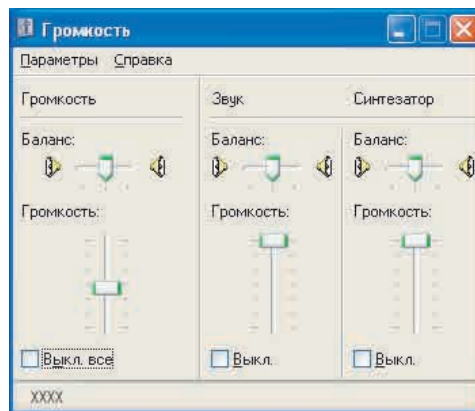 Громкость
Параметры Справка
Громкость Звук Синтезатор
Баланс: Баланс: Баланс:
Громкость: Громкость: Громкость:
Выкл. все Выкл. Выкл.
XXXX